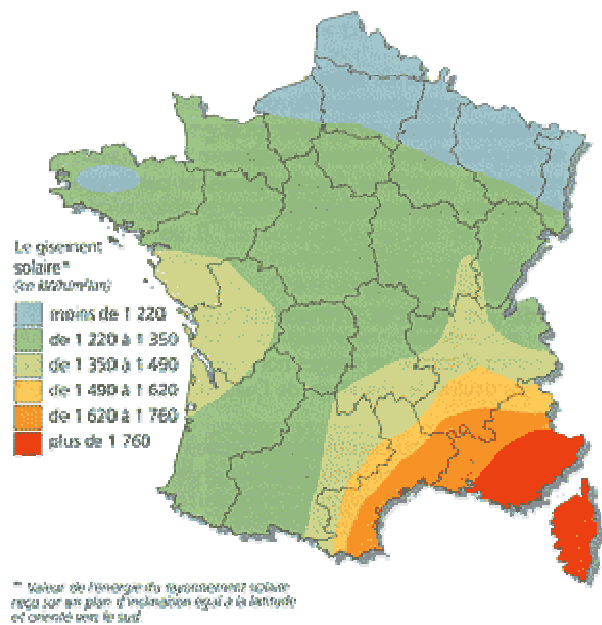 Le gisement
solaire*
(en kWh/m²/an)
moins de 1 220
de 1 220 à 1 350
de 1 350 à 1 490
de 1 490 à 1 620
de 1 620 à 1 760
plus de 1 760
* Valeur de l'énergie du rayonnement solaire
reçu sur un plan d'inclinaison égal à la latitude
et orienté vers le sud.